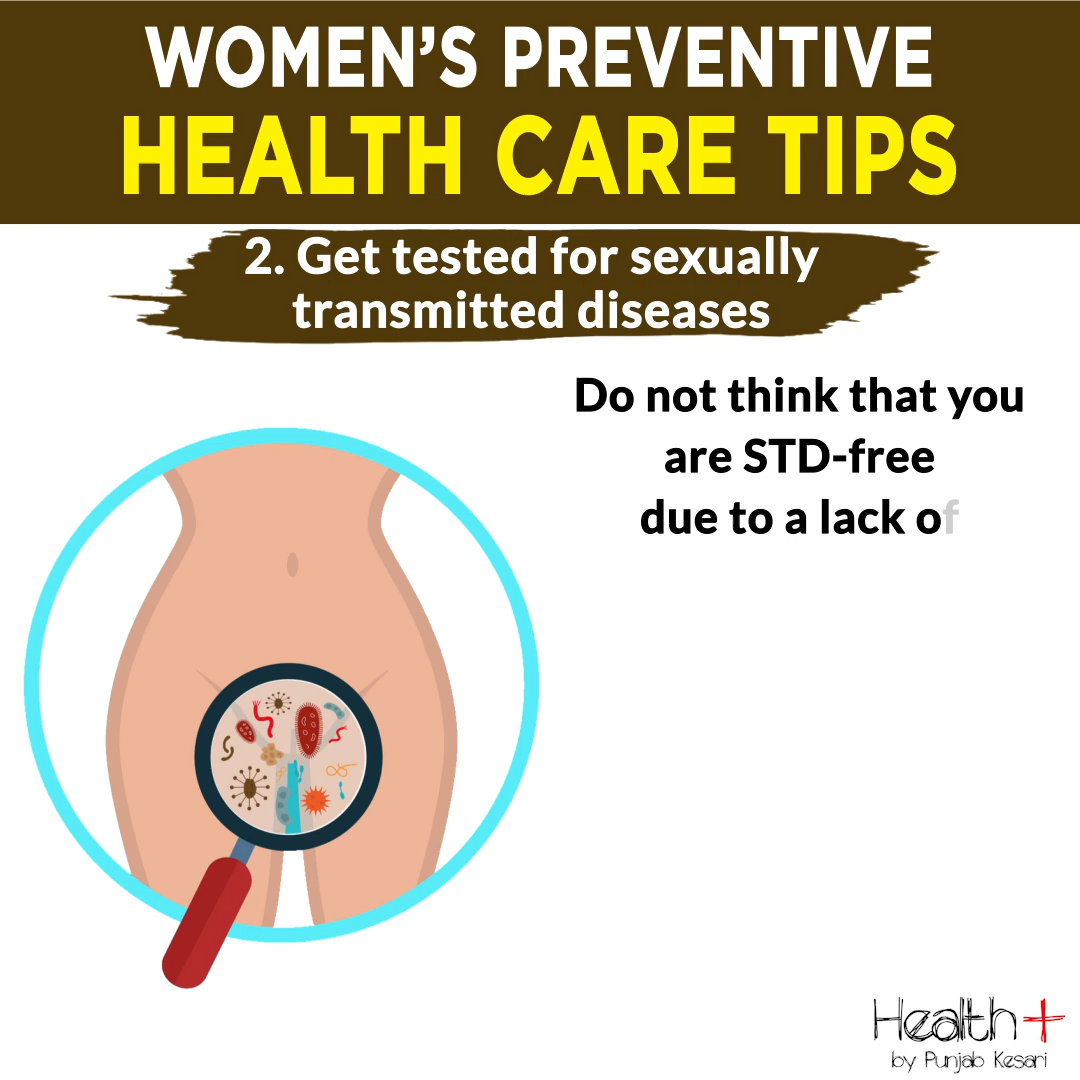 WOMEN’S PREVENTIVE
HEALTH CARE TIPS
2. Get tested for sexually
transmitted diseases
Do not think that you
are STD-free
due to a lack of
Health+
by Punjab Kesari